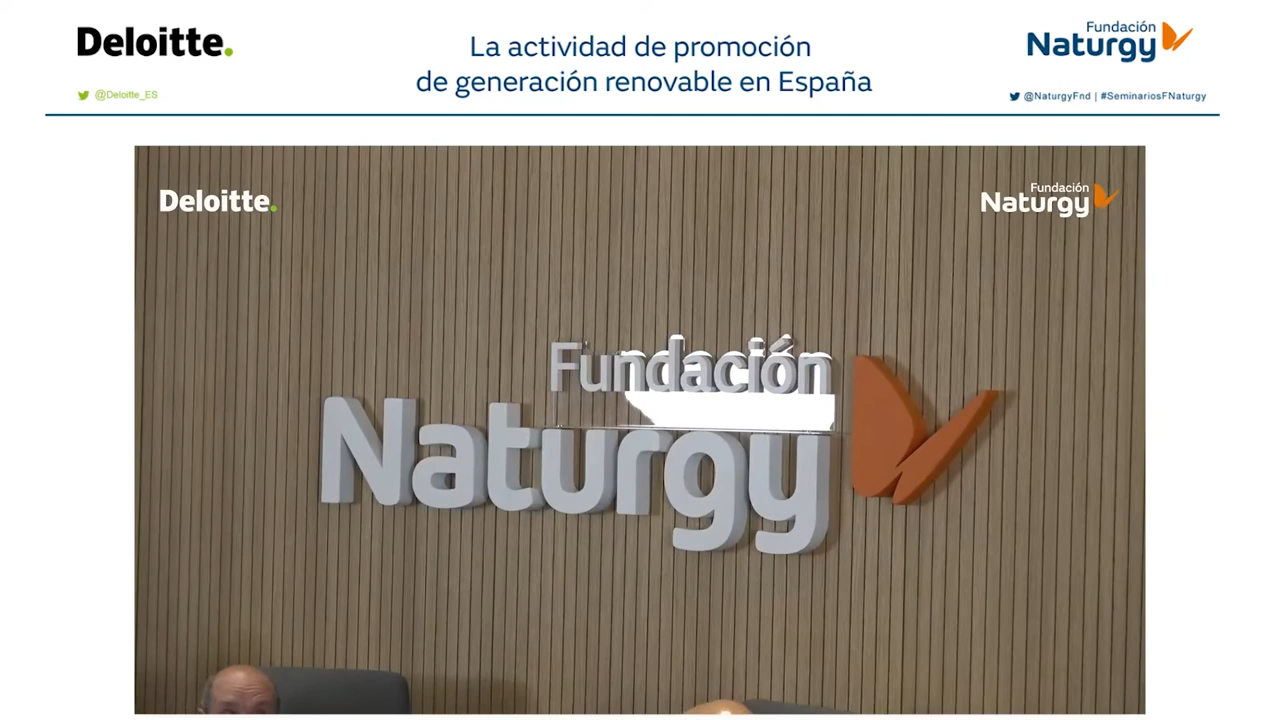 Deloitte.
@Deloitte_ES
La actividad de promoción
de generación renovable en España
Fundación
Naturgy
@NaturgyFnd | #SeminariosFNaturgy
Deloitte.
Fundación
Naturgy
Fundación
Naturgy